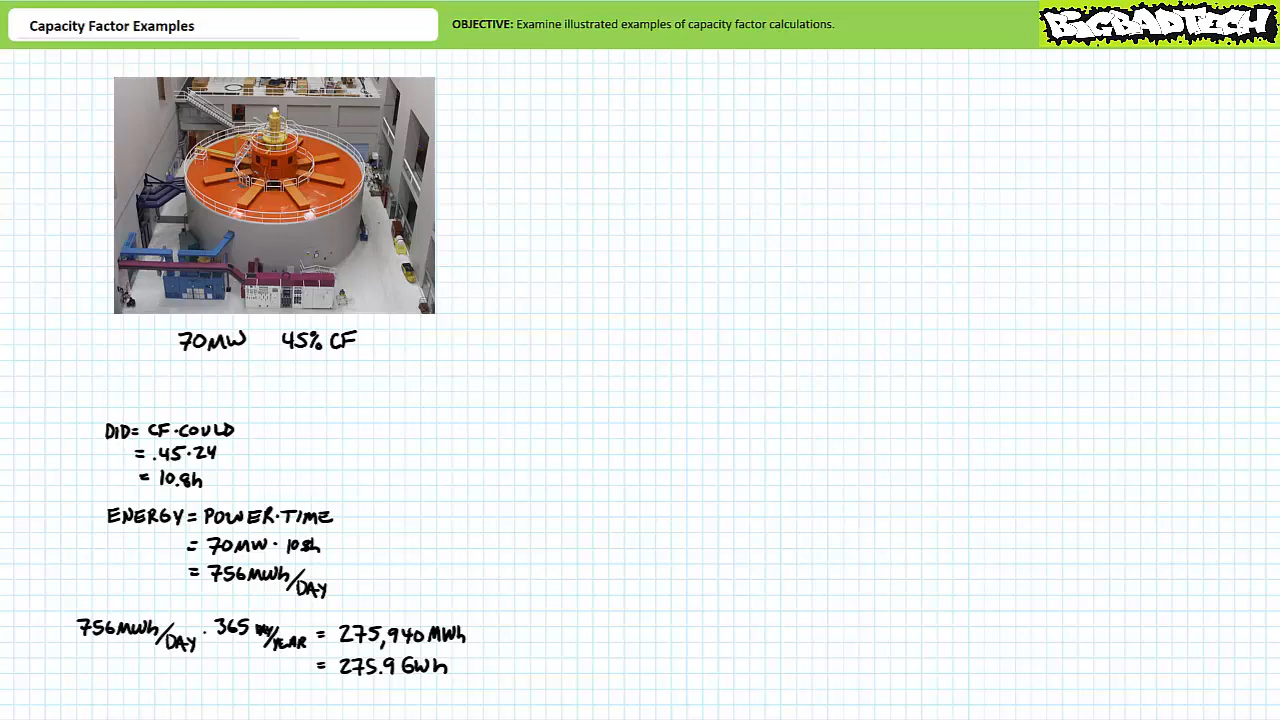 Capacity Factor Examples
OBJECTIVE: Examine illustrated examples of capacity factor calculations.
BIGBADTECH
70MW 45% CF
DID = CF·COULD
= .45·24
= 10.8h
ENERGY = POWER·TIME
= 70MW · 10.8h
= 756MWh/DAY
756MWh/DAY · 365 DAY/YEAR = 275,940MWh
= 275.9 GWh